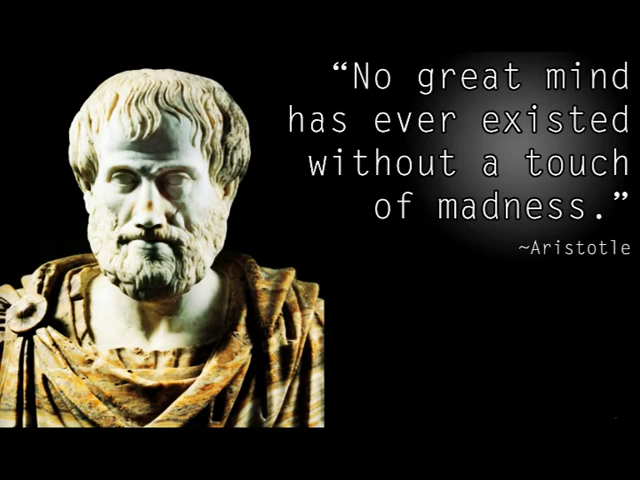 “No great mind
has ever existed
without a touch
of madness.”
~Aristotle